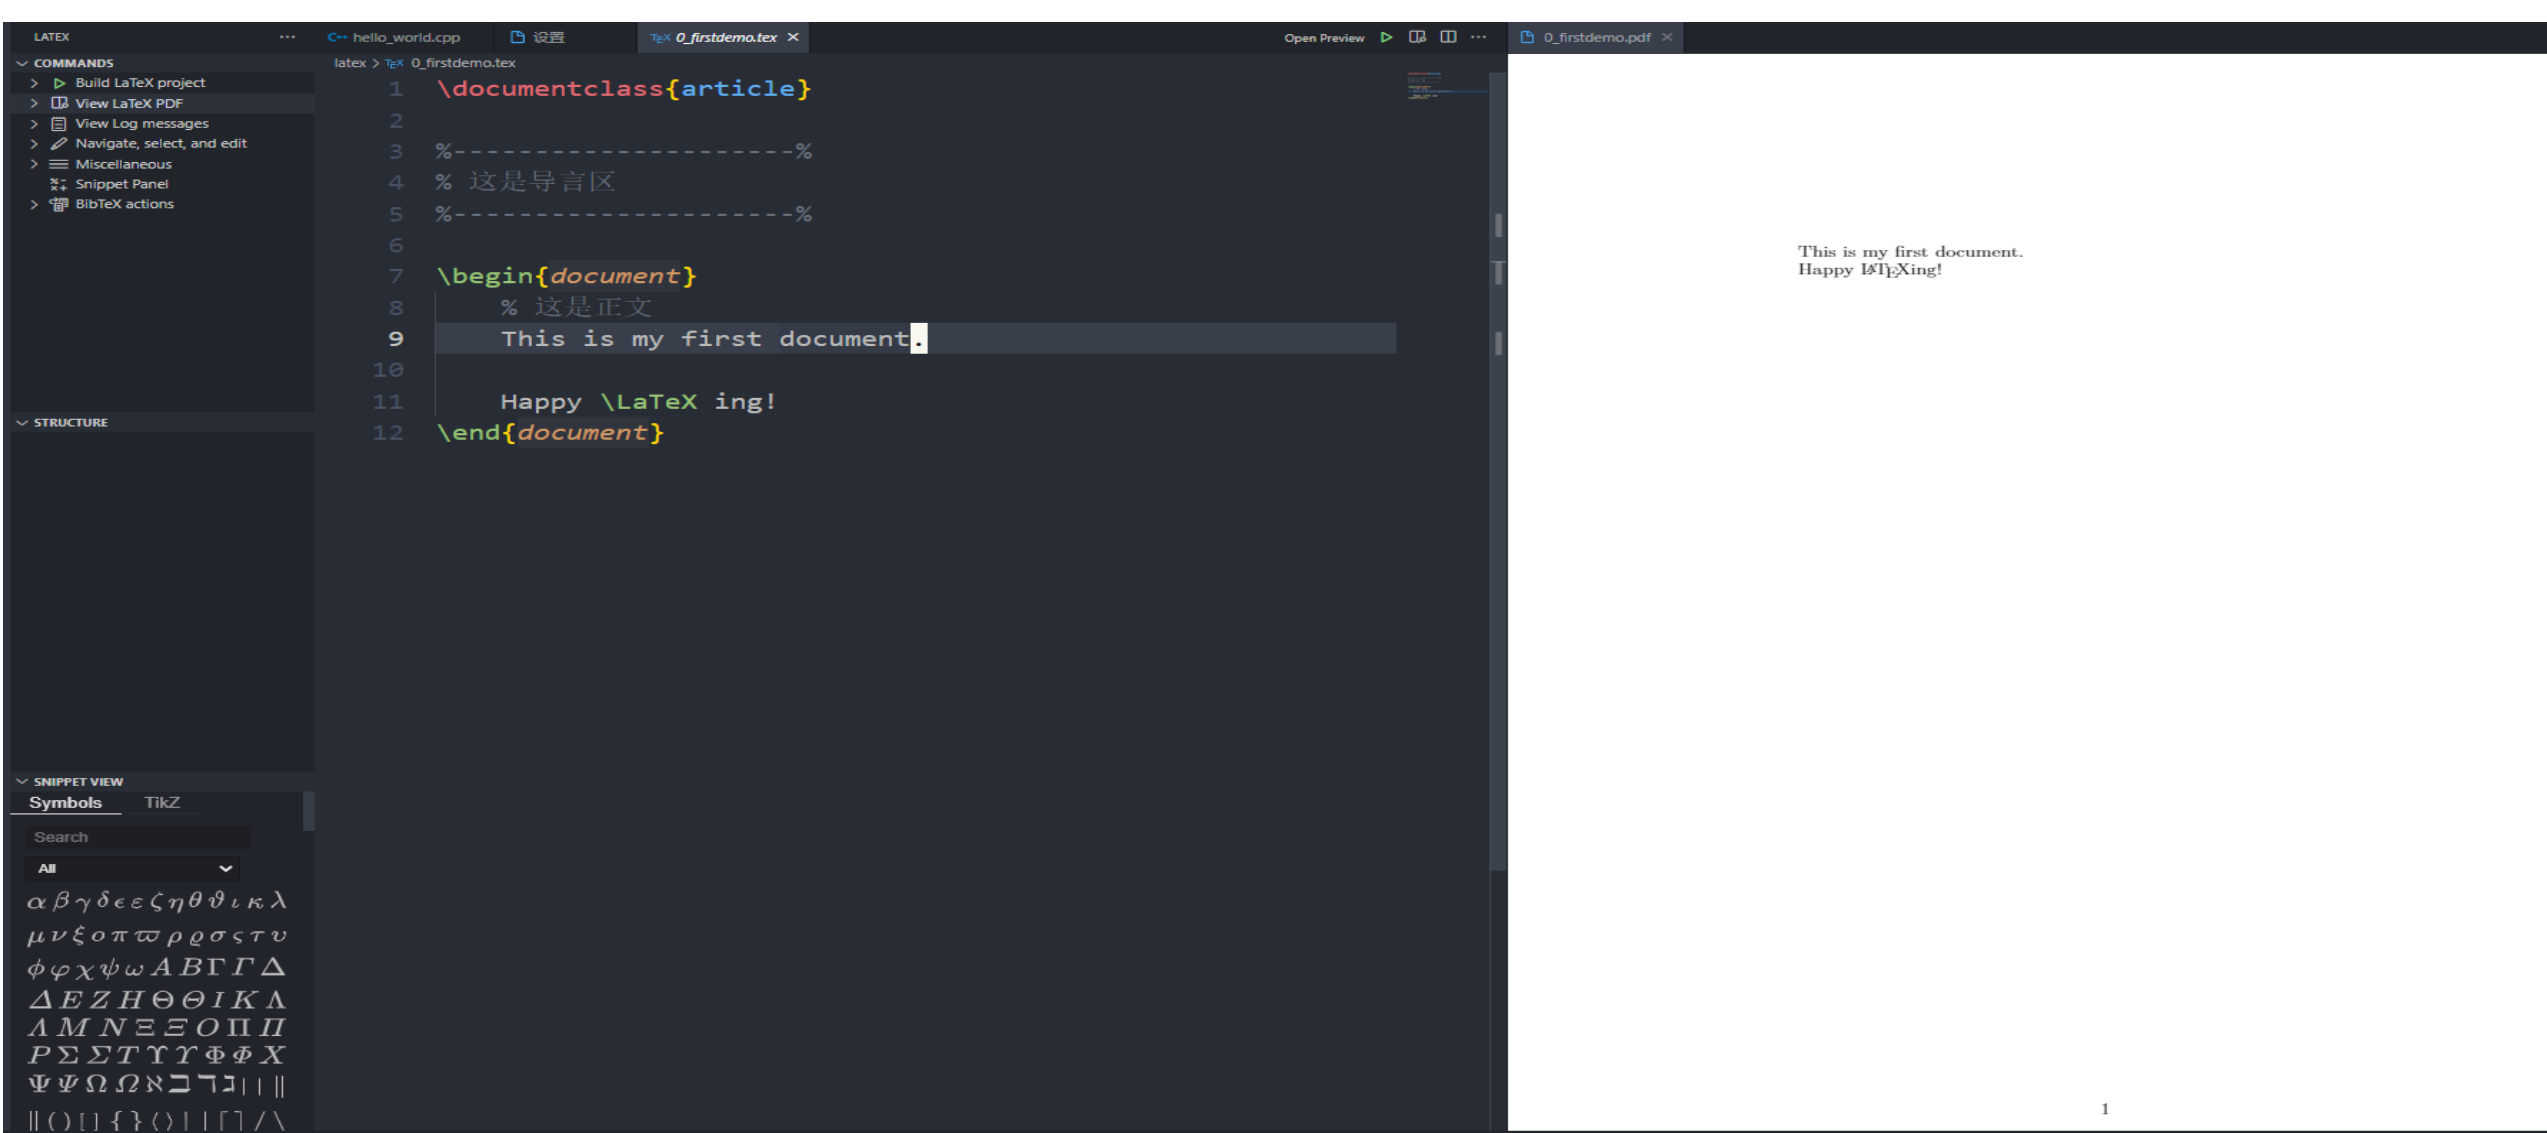 LATEX ···
COMMANDS
Build LaTeX project
View LaTeX PDF
View Log messages
Navigate, select, and edit
Miscellaneous
Snippet Panel
BibTeX actions
STRUCTURE
SNIPPET VIEW
Symbols TikZ
Search
All
α β γ δ ϵ ε ζ η θ ϑ ι κ λ
μ ν ξ ο π ϖ ρ ϱ σ ς τ υ
ϕ φ χ ψ ω A B Γ Γ Δ
Δ E Z H Θ Θ I K Λ
Λ M N Ξ Ξ O Π Π
P Σ Σ T Υ Υ Φ Φ X
Ψ Ψ Ω Ω ℵ ℶ ℸ ℷ | | ‖
‖ ( ) [ ] { } ⟨ ⟩ | | ⌈ ⌉ / \
hello_world.cpp 设置 TEX 0_firstdemo.tex × Open Preview ···
latex > TEX 0_firstdemo.tex
1 \documentclass{article}
2
3 %---------------------%
4 % 这是导言区
5 %---------------------%
6
7 \begin{document}
8 % 这是正文
9 This is my first document.
10
11 Happy \LaTeX ing!
12 \end{document}
0_firstdemo.pdf ×
This is my first document.
Happy LATEXing!
1